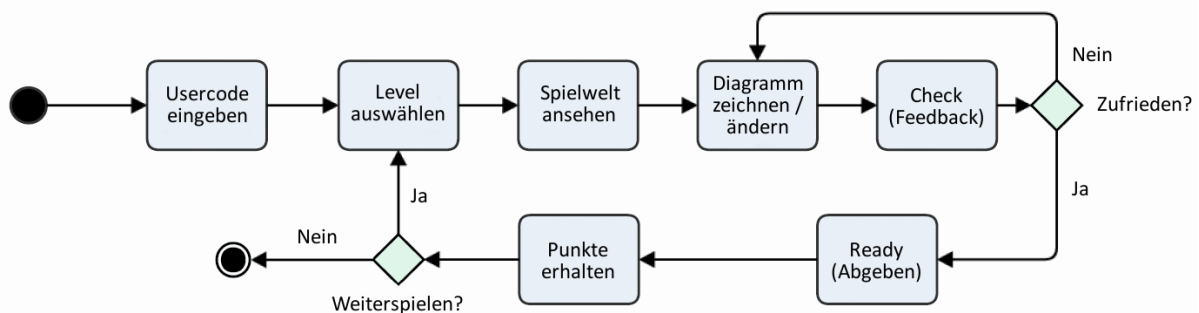 Usercode
eingeben
Level
auswählen
Spielwelt
ansehen
Diagramm
zeichnen /
ändern
Check
(Feedback)
Nein
Zufrieden?
Ja
Ready
(Abgeben)
Punkte
erhalten
Ja
Nein
Weiterspielen?